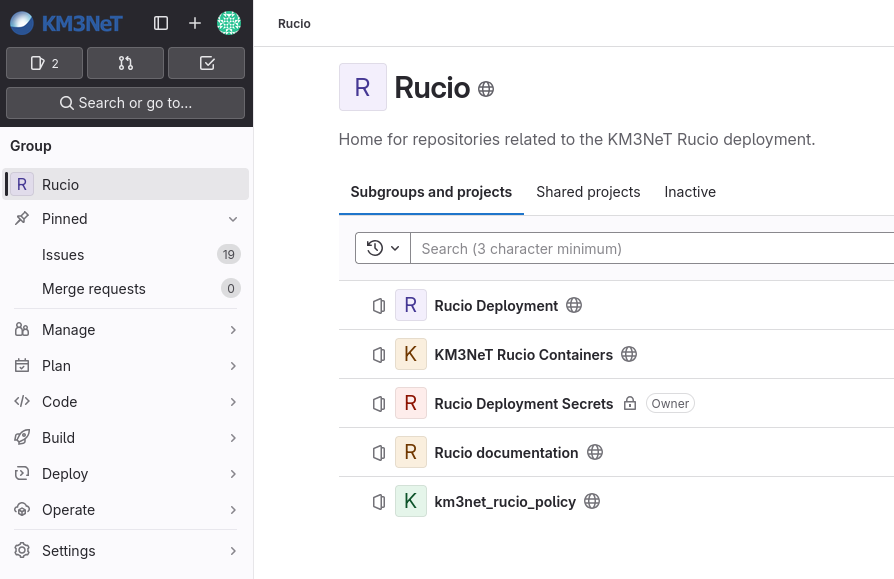 KM3NeT
2
Search or go to...
Group
R Rucio
Pinned
Issues 19
Merge requests 0
Manage
Plan
Code
Build
Deploy
Operate
Settings
Rucio
R Rucio
Home for repositories related to the KM3NeT Rucio deployment.
Subgroups and projects Shared projects Inactive
Search (3 character minimum)
R Rucio Deployment
K KM3NeT Rucio Containers
R Rucio Deployment Secrets Owner
R Rucio documentation
K km3net_rucio_policy